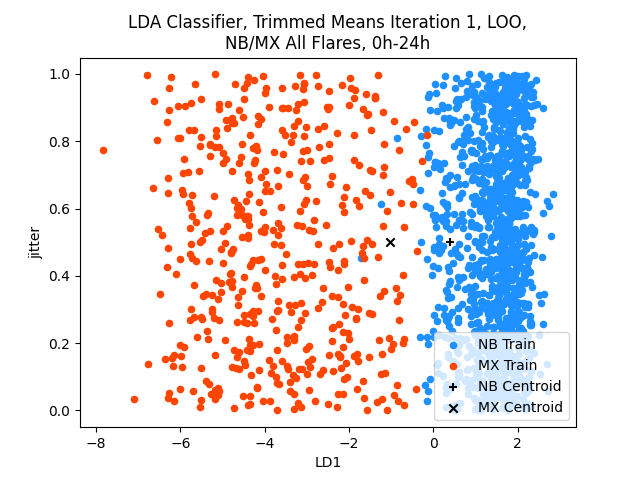 LDA Classifier, Trimmed Means Iteration 1, LOO,
NB/MX All Flares, 0h-24h
jitter
1.0
0.8
0.6
0.4
0.2
0.0
NB Train
MX Train
NB Centroid
MX Centroid
−8
−6
−4
−2
0
2
LD1